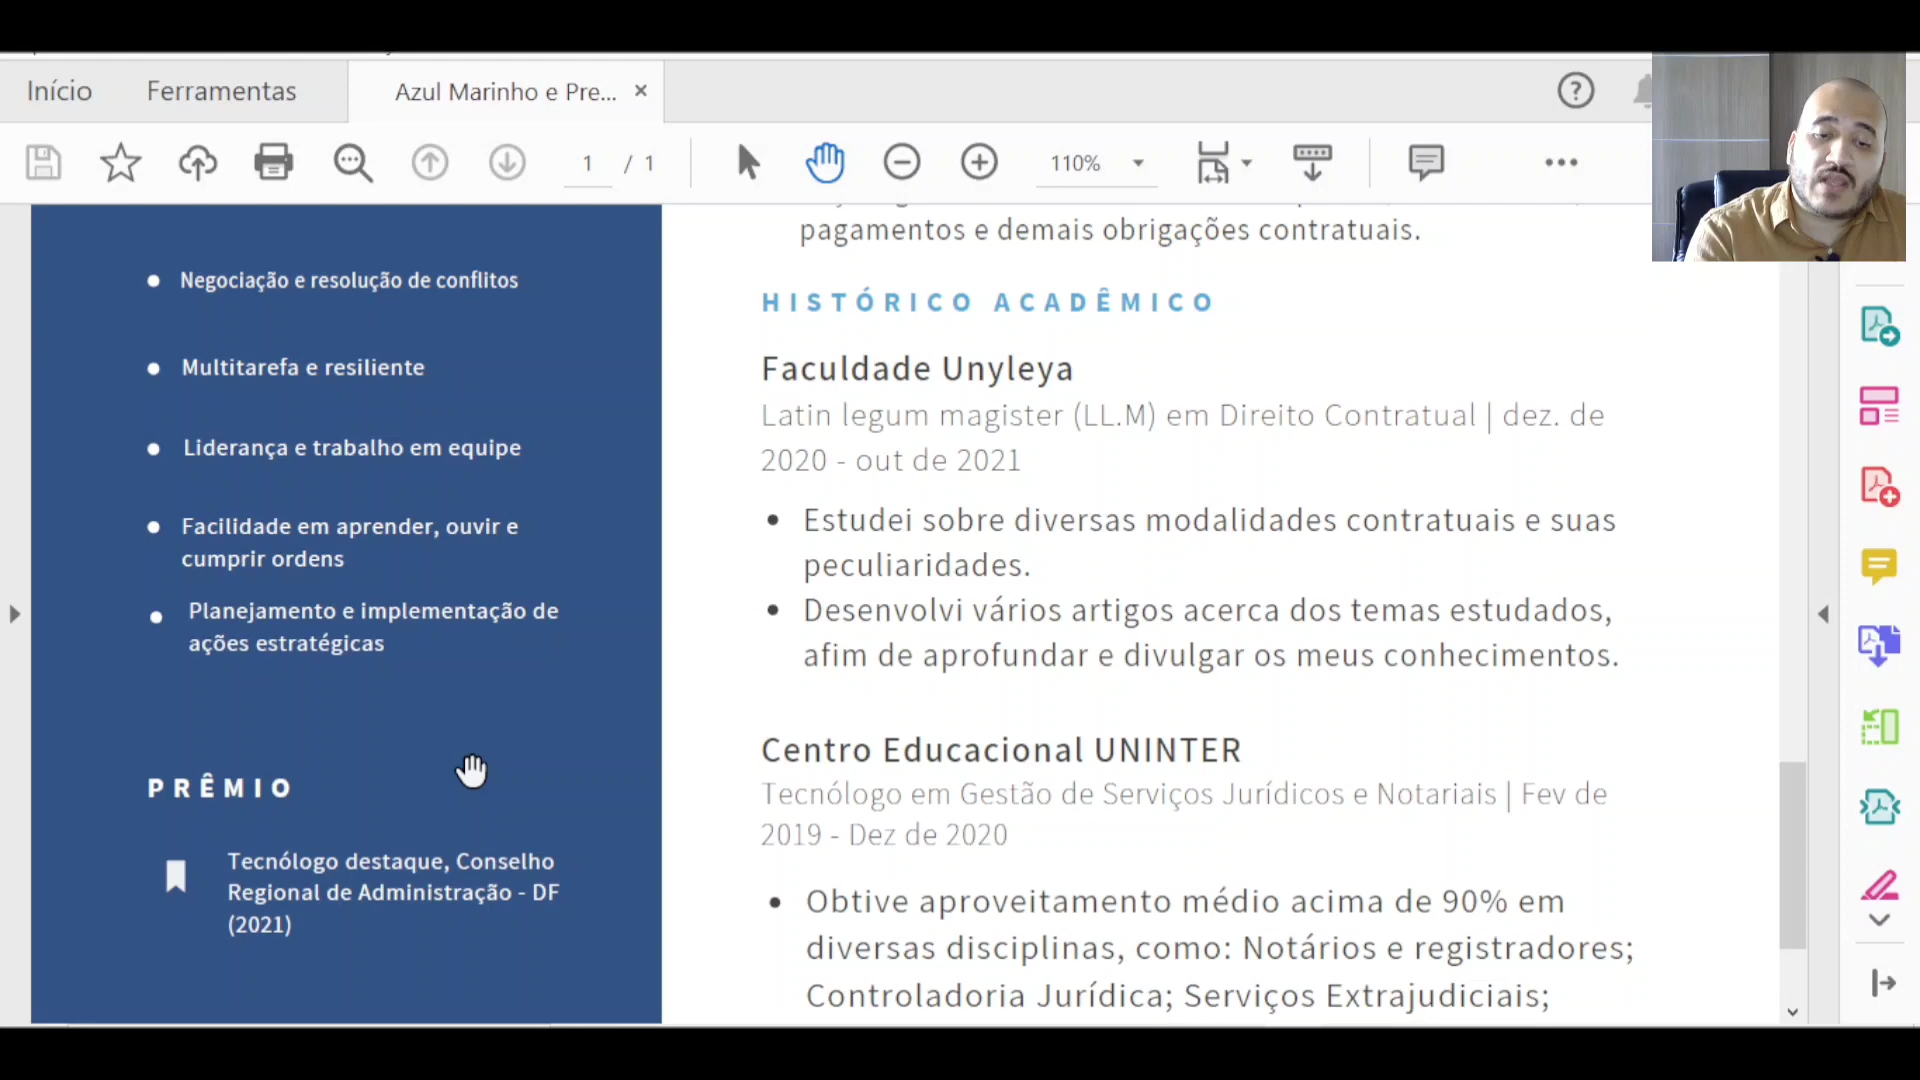 Início
Ferramentas
Azul Marinho e Pre...
1 / 1
110%
Negociação e resolução de conflitos
Multitarefa e resiliente
Liderança e trabalho em equipe
Facilidade em aprender, ouvir e
cumprir ordens
Planejamento e implementação de
ações estratégicas
PRÊMIO
Tecnólogo destaque, Conselho
Regional de Administração - DF
(2021)
pagamentos e demais obrigações contratuais.
HISTÓRICO ACADÊMICO
Faculdade Unyleya
Latin legum magister (LL.M) em Direito Contratual | dez. de
2020 - out de 2021
Estudei sobre diversas modalidades contratuais e suas
peculiaridades.
Desenvolvi vários artigos acerca dos temas estudados,
afim de aprofundar e divulgar os meus conhecimentos.
Centro Educacional UNINTER
Tecnólogo em Gestão de Serviços Jurídicos e Notariais | Fev de
2019 - Dez de 2020
Obtive aproveitamento médio acima de 90% em
diversas disciplinas, como: Notários e registradores;
Controladoria Jurídica; Serviços Extrajudiciais;